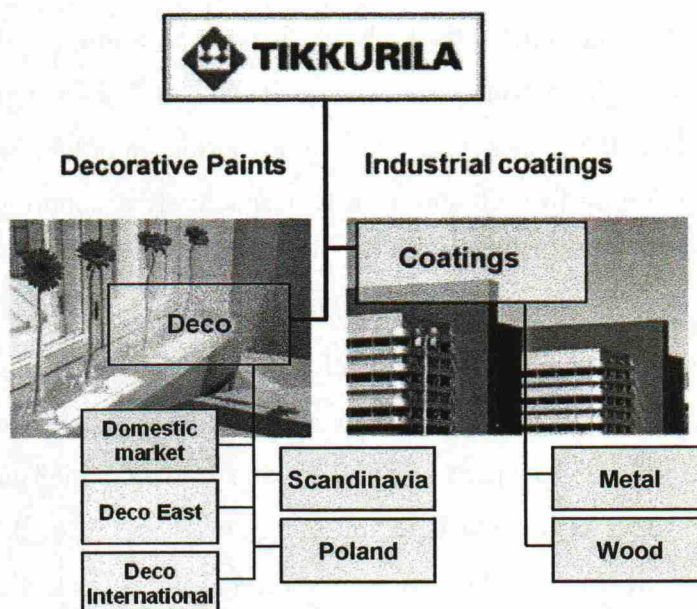 TIKKURILA
Decorative Paints
Industrial coatings
Coatings
Deco
Domestic
market
Scandinavia
Metal
Deco East
Poland
Wood
Deco
International